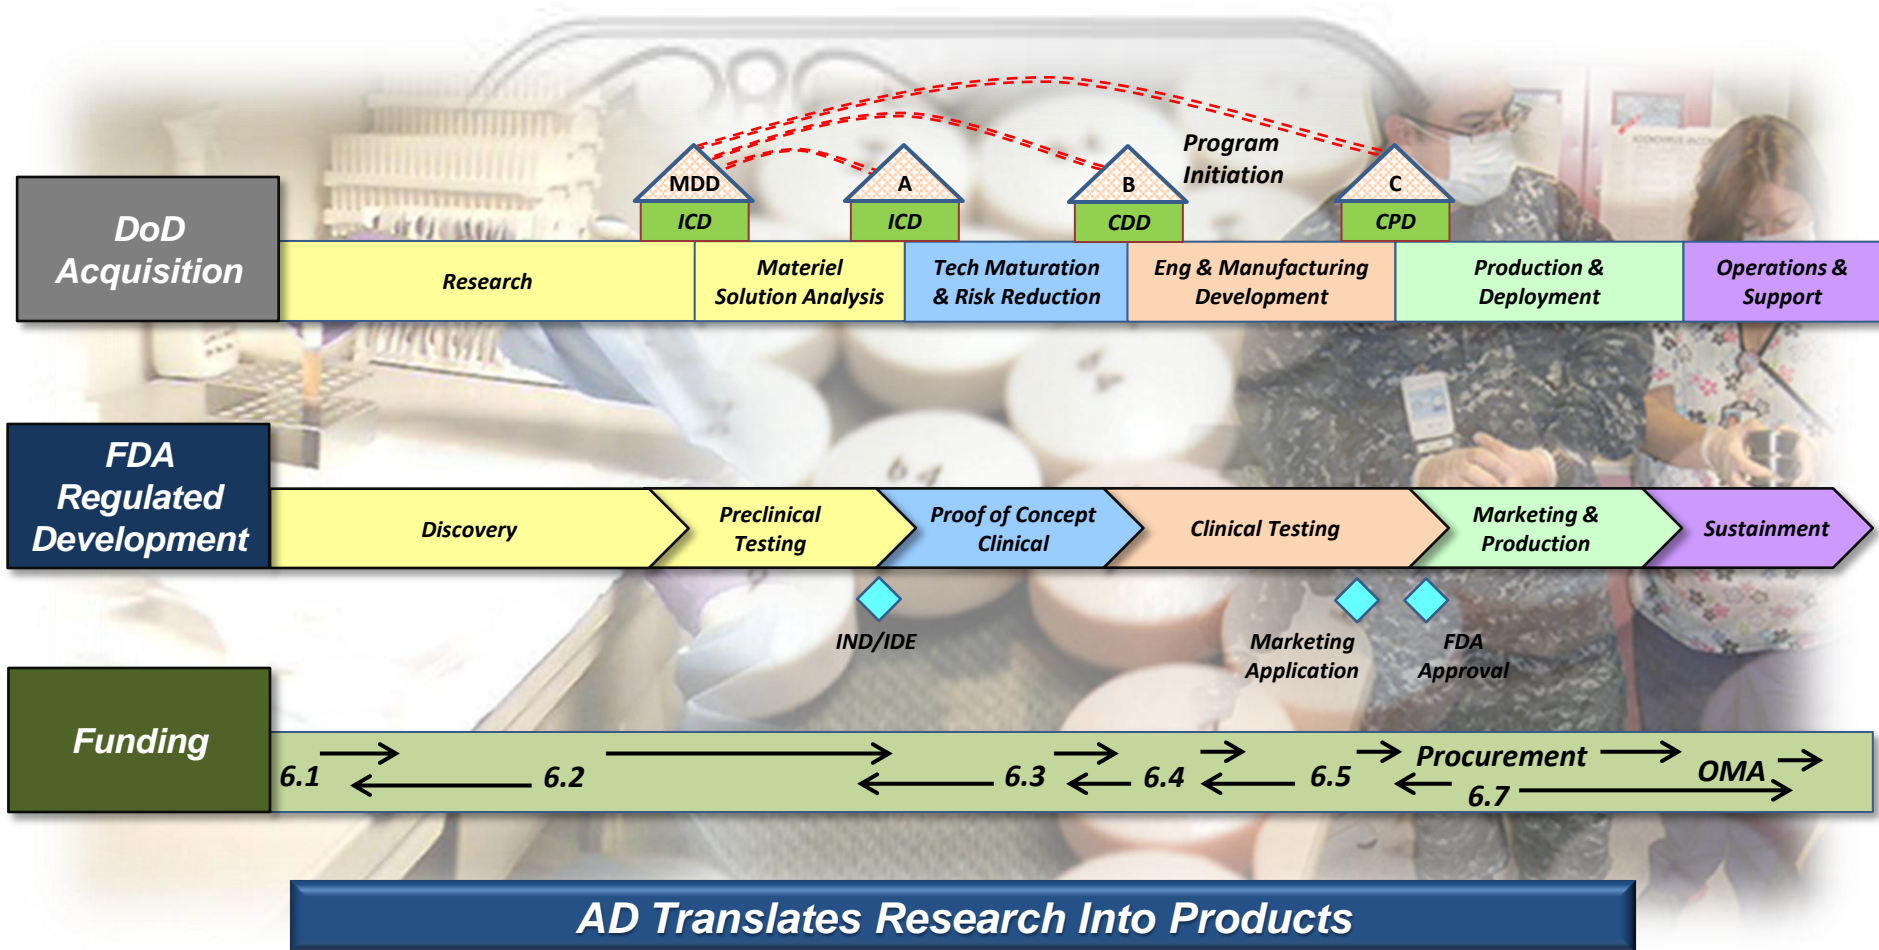 Program
Initiation
MDD
A
B
C
ICD
ICD
CDD
CPD
DoD
Acquisition
Research
Materiel
Solution Analysis
Tech Maturation
& Risk Reduction
Eng & Manufacturing
Development
Production &
Deployment
Operations &
Support
FDA
Regulated
Development
Discovery
Preclinical
Testing
Proof of Concept
Clinical
Clinical Testing
Marketing &
Production
Sustainment
IND/IDE
Marketing
Application
FDA
Approval
Funding
6.1
6.2
6.3
6.4
6.5
Procurement
6.7
OMA
AD Translates Research Into Products